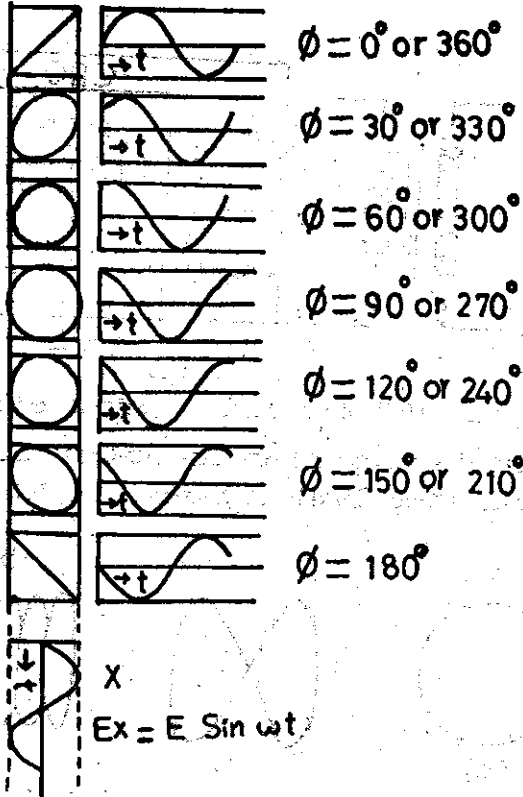 → t
φ = 0° or 360°
→ t
φ = 30° or 330°
→ t
φ = 60° or 300°
→ t
φ = 90° or 270°
→ t
φ = 120° or 240°
→ t
φ = 150° or 210°
→ t
φ = 180°
t
X
Ex = E Sin ωt